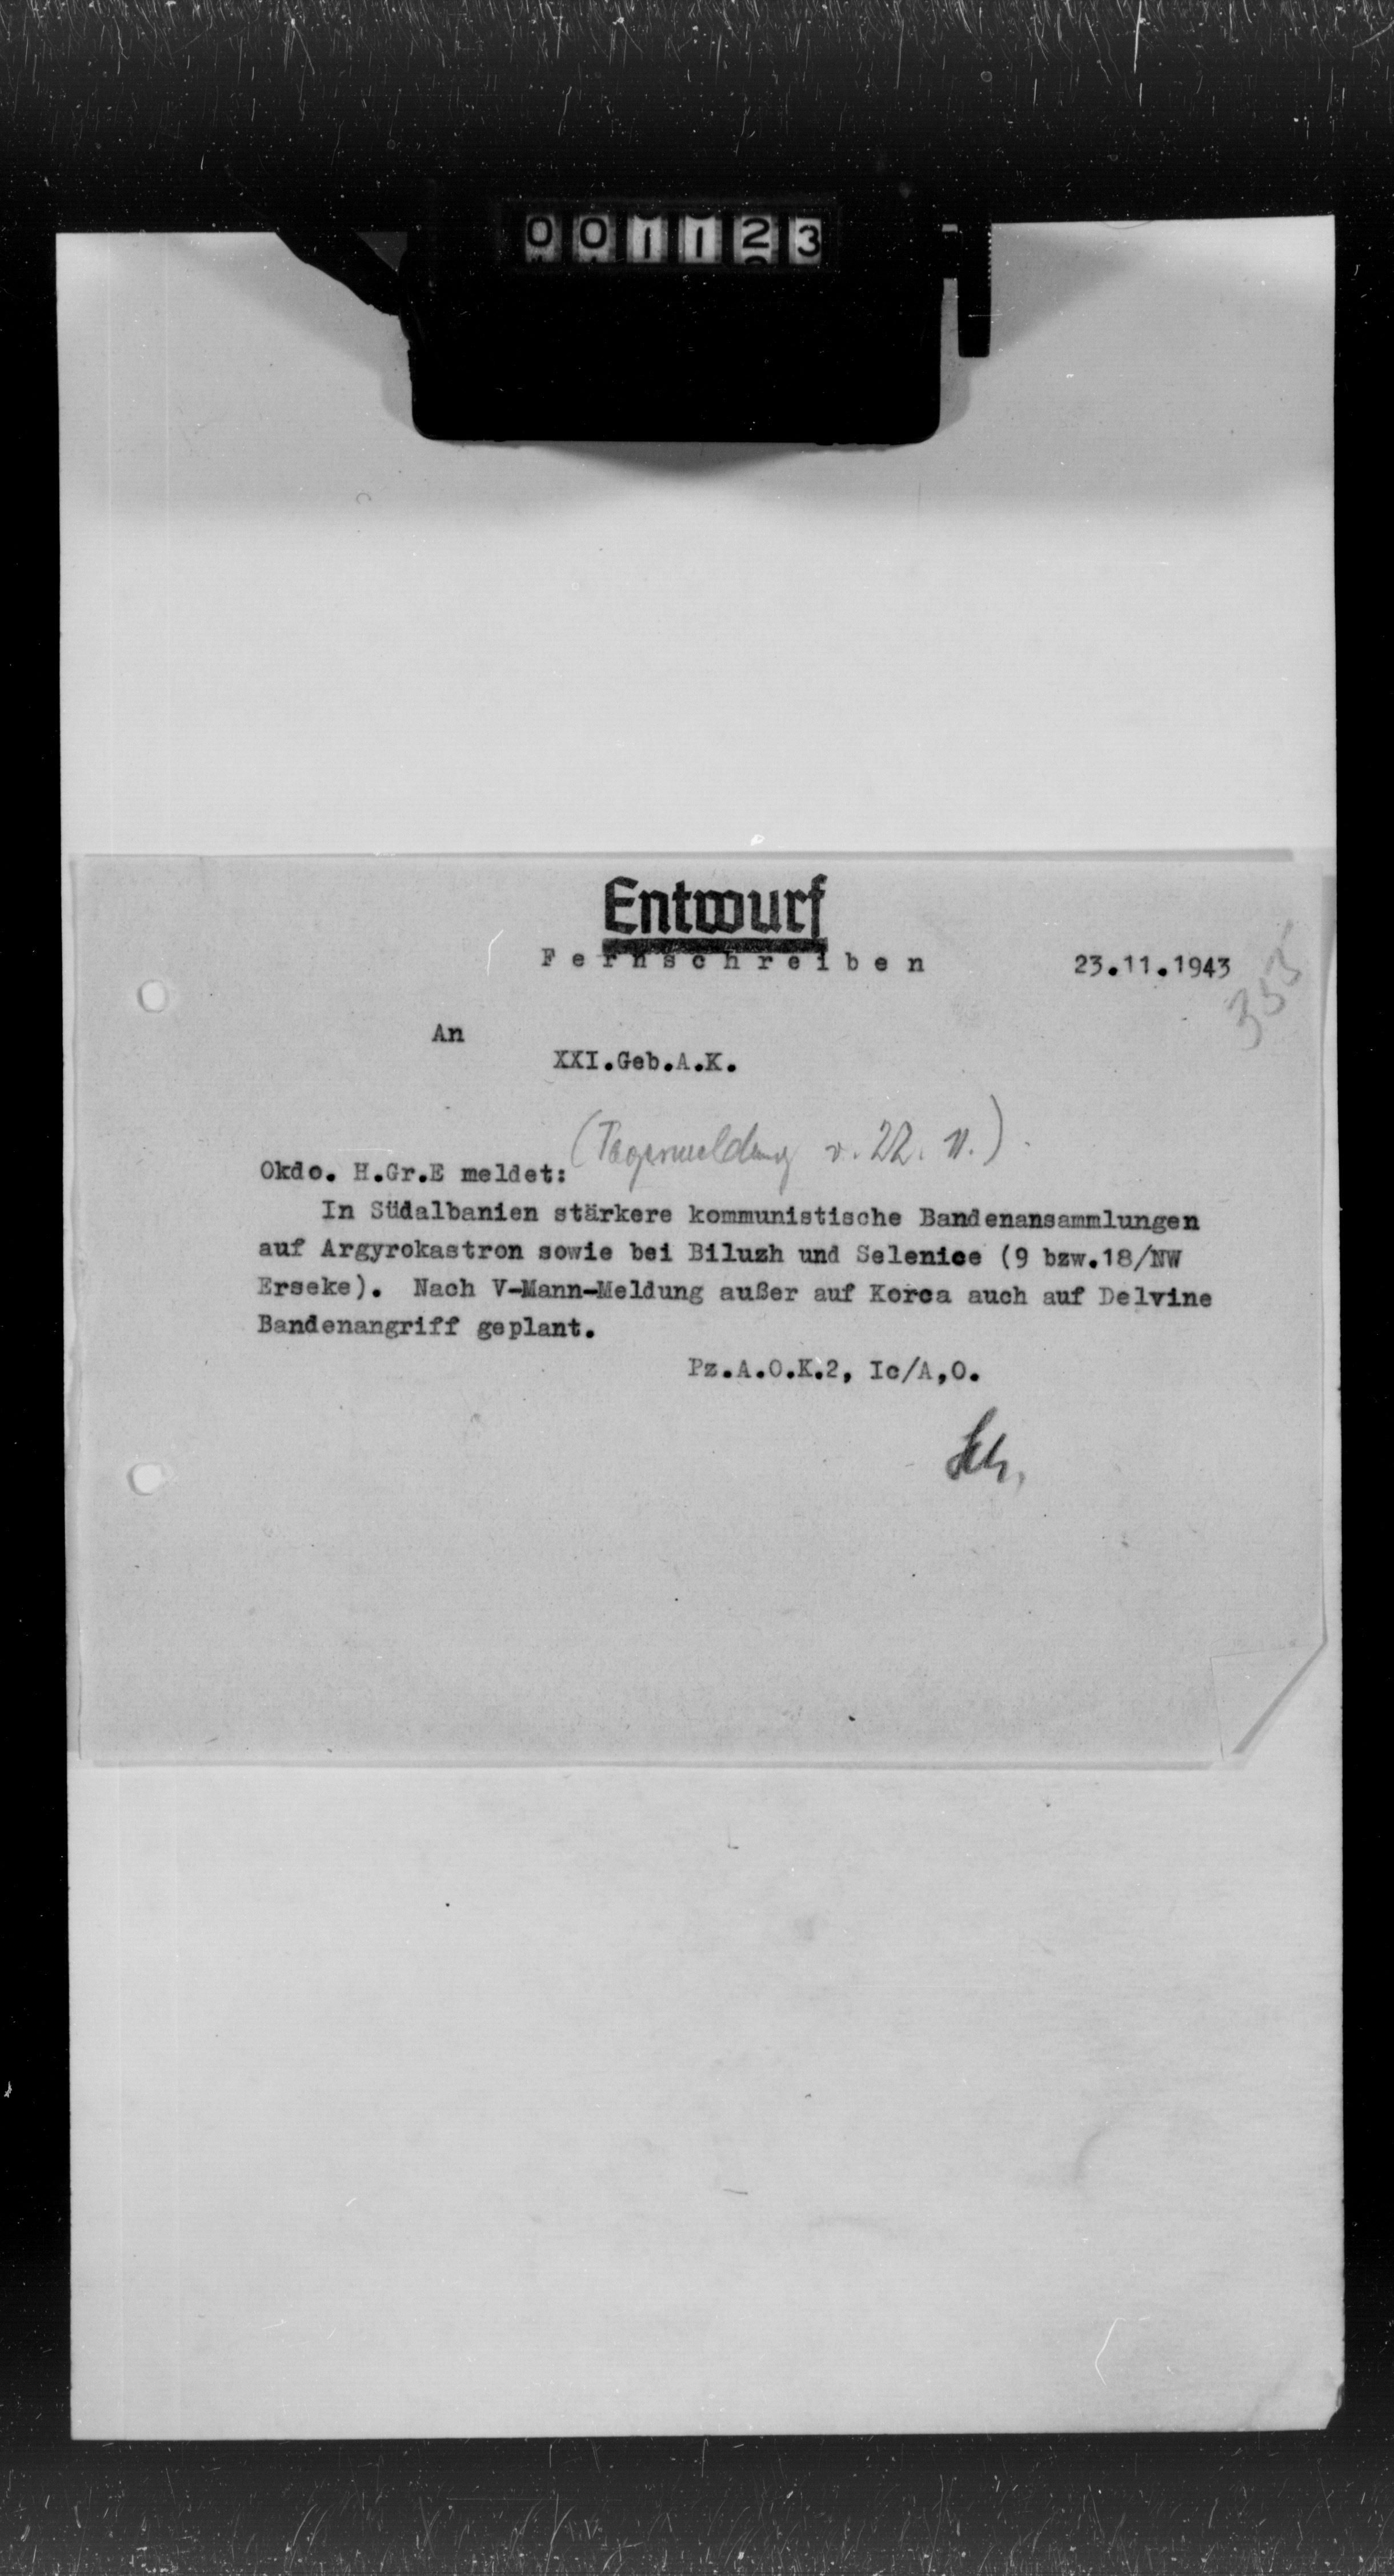 001123
Entwurf
Fernschreiben 23.11.1943
333
An
XXI.Geb.A.K.
(Tagesmeldung v. 22. 11.)
Okdo. H.Gr.E meldet:
In Südalbanien stärkere kommunistische Bandenansammlungen
auf Argyrokastron sowie bei Biluzh und Selenice (9 bzw.18/NW
Erseke). Nach V-Mann-Meldung außer auf Korca auch auf Delvine
Bandenangriff geplant.
Pz.A.O.K.2, Ic/A,O.